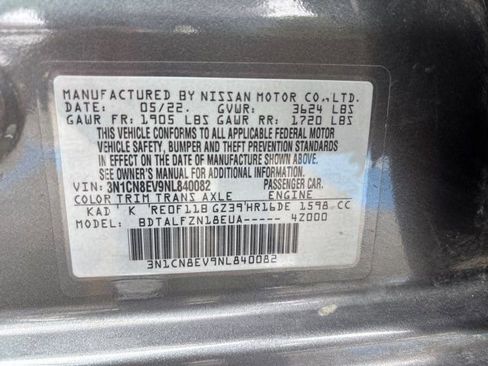 MANUFACTURED BY NISSAN MOTOR CO., LTD.
DATE: 05/22. GVWR: 3624 LBS
GAWR FR: 1905 LBS GAWR RR: 1720 LBS
THIS VEHICLE CONFORMS TO ALL APPLICABLE FEDERAL MOTOR
VEHICLE SAFETY, BUMPER AND THEFT PREVENTION STANDARDS
IN EFFECT ON THE DATE OF MANUFACTURE SHOWN ABOVE.
SEE OWNER'S MANUAL FOR ADDITIONAL INFORMATION
VIN: 3N1CN8EV9NL840082 PASSENGER CAR.
COLOR TRIM TRANS AXLE ENGINE
KAD K RE0F11B GZ39 HR16DE 1598 CC
MODEL: BDTALFZN18EUA----- 4Z000
3N1CN8EV9NL840082